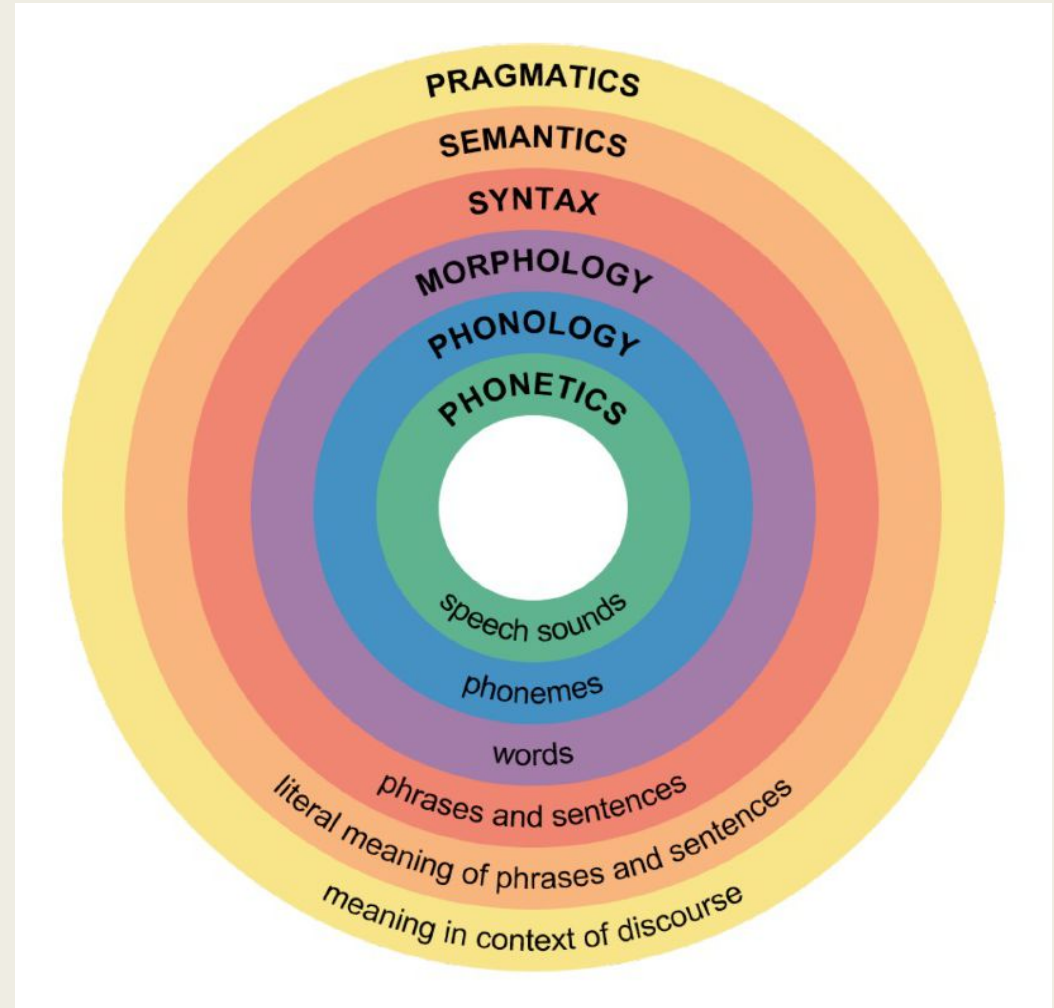 PRAGMATICS
SEMANTICS
SYNTAX
MORPHOLOGY
PHONOLOGY
PHONETICS
speech sounds
phonemes
words
phrases and sentences
literal meaning of phrases and sentences
meaning in context of discourse